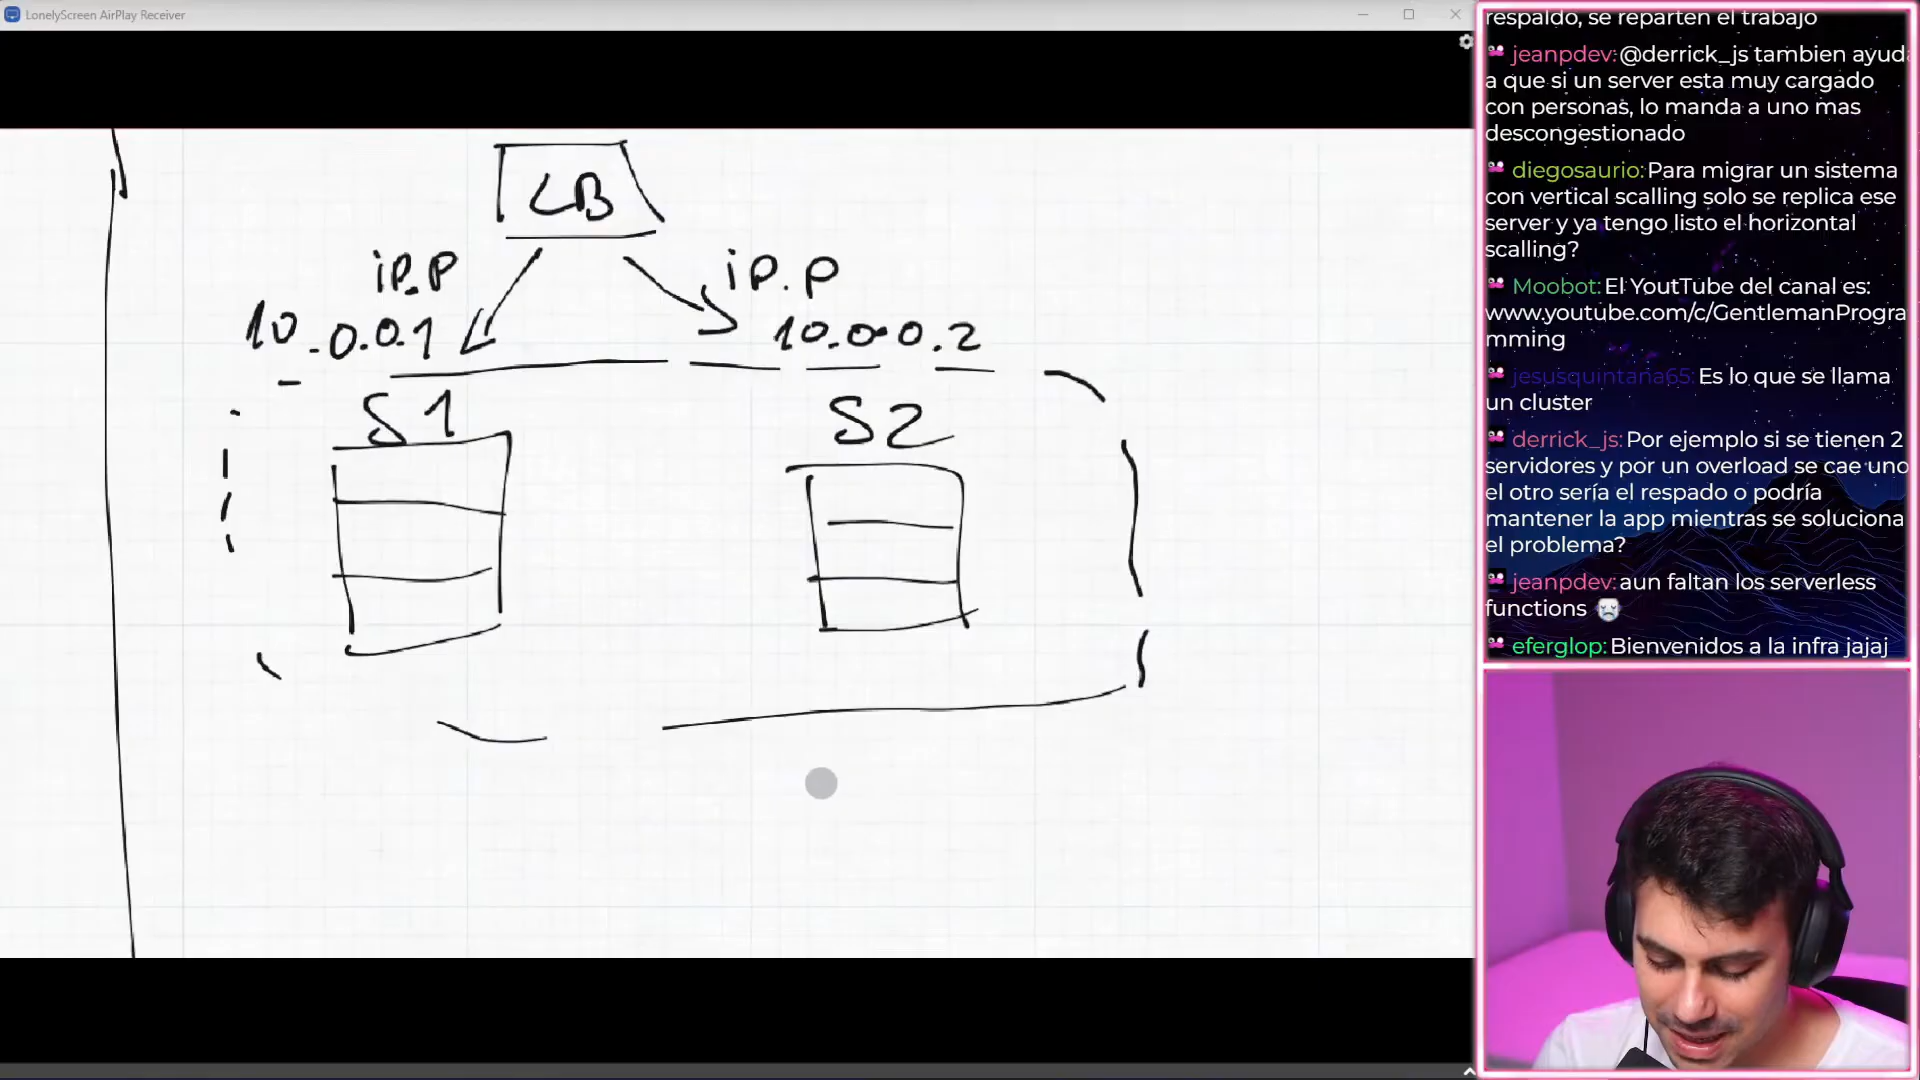 LonelyScreen AirPlay Receiver
LB
iP.P
iP.P
10.0.0.1
10.0.0.2
S1
S2
respaldo, se reparten el trabajo
jeanpdev: @derrick_js tambien ayuda
a que si un server esta muy cargado
con personas, lo manda a uno mas
descongestionado
diegosaurio: Para migrar un sistema
con vertical scalling solo se replica ese
server y ya tengo listo el horizontal
scalling?
Moobot: El YoutTube del canal es:
www.youtube.com/c/GentlemanProgra
mming
jesusquintana65: Es lo que se llama
un cluster
derrick_js: Por ejemplo si se tienen 2
servidores y por un overload se cae uno
el otro sería el respado o podría
mantener la app mientras se soluciona
el problema?
jeanpdev: aun faltan los serverless
functions
eferglop: Bienvenidos a la infra jajaj